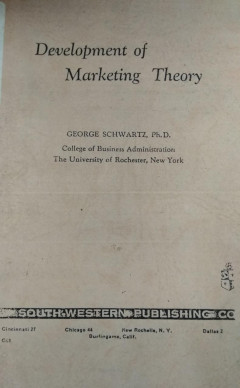 Development of
Marketing Theory
GEORGE SCHWARTZ, Ph.D.
College of Business Administration
The University of Rochester, New York
SOUTH-WESTERN PUBLISHING CO
Cincinnati 27 Chicago 44 New Rochelle, N. Y. Dallas 2
Burlingame, Calif.